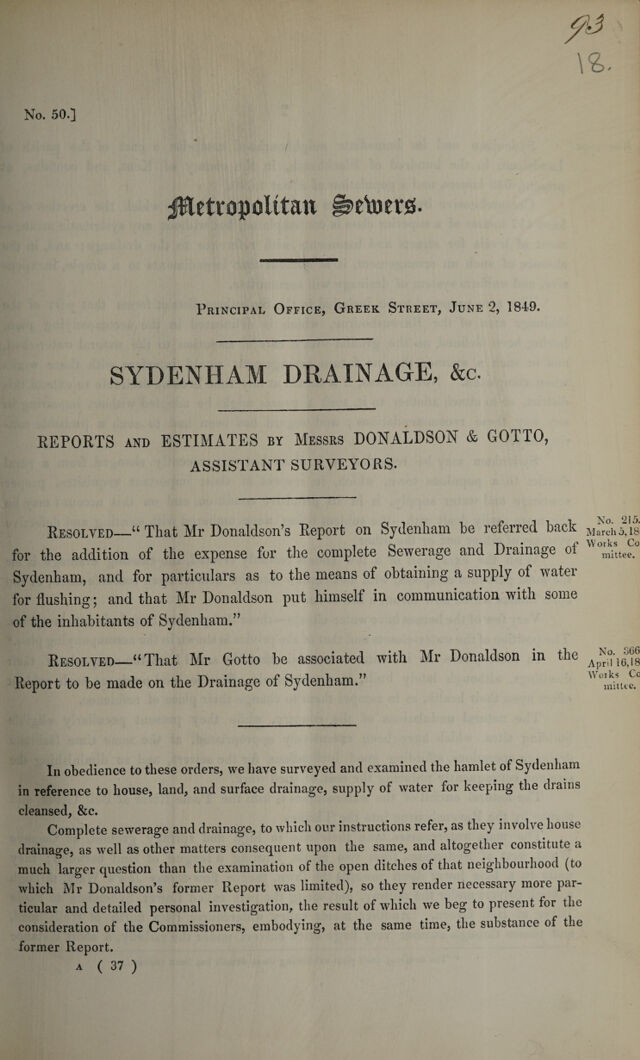 93
18.
No. 50.]
Metropolitan Sewers.
Principal Office, Greek Street, June 2, 1849.
SYDENHAM DRAINAGE, &c.
REPORTS AND ESTIMATES BY MESSRS DONALDSON & GOTTO,
ASSISTANT SURVEYORS.
Resolved—“That Mr Donaldson's Report on Sydenham be referred back
for the addition of the expense for the complete Sewerage and Drainage of
Sydenham, and for particulars as to the means of obtaining a supply of water
for flushing; and that Mr Donaldson put himself in communication with some
of the inhabitants of Sydenham.”
No. 215.
March 5, 18
Works Co
mittee.
Resolved—“That Mr Gotto be associated with Mr Donaldson in the
Report to be made on the Drainage of Sydenham.”
No. 366
April 16, 18
Works Co
mittee.
In obedience to these orders, we have surveyed and examined the hamlet of Sydenham
in reference to house, land, and surface drainage, supply of water for keeping the drains
cleansed, &c.
Complete sewerage and drainage, to which our instructions refer, as they involve house
drainage, as well as other matters consequent upon the same, and altogether constitute a
much larger question than the examination of the open ditches of that neighbourhood (to
which Mr Donaldson's former Report was limited), so they render necessary more par-
ticular and detailed personal investigation, the result of which we beg to present for the
consideration of the Commissioners, embodying, at the same time, the substance of the
former Report.
A ( 37 )